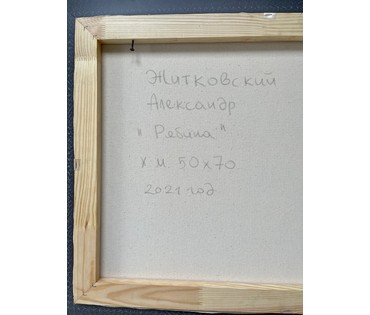 Житковский
Александр
„Рябина"
х.м. 50х70
2021 год